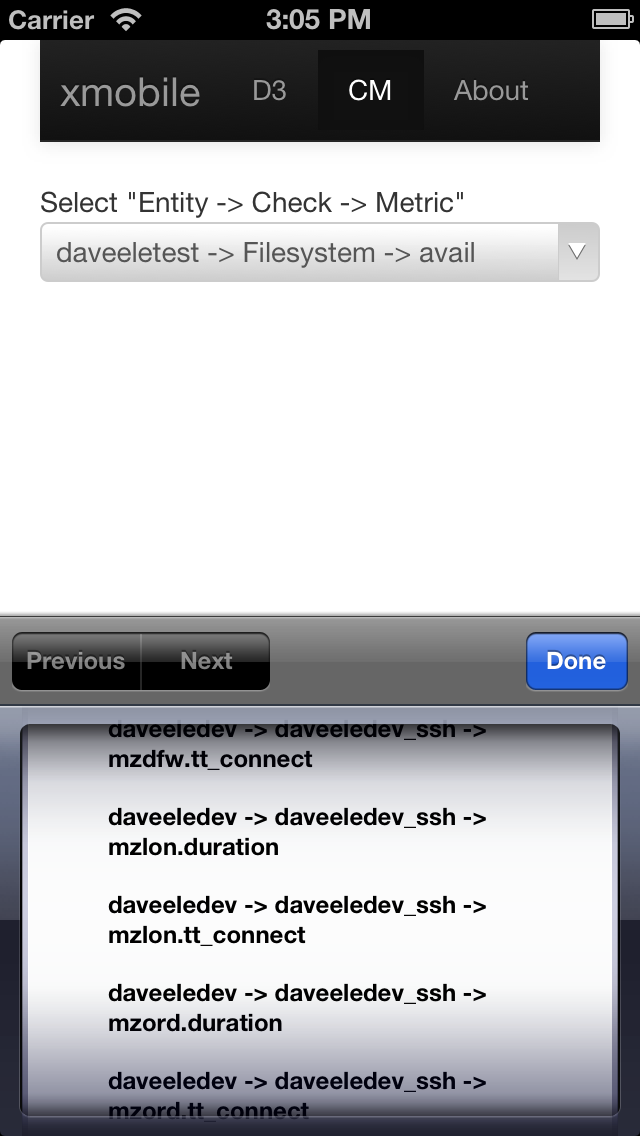 Carrier 3:05 PM
xmobile D3 CM About
Select "Entity -> Check -> Metric"
daveeletest -> Filesystem -> avail
Previous Next Done
daveeledev -> daveeledev_ssh ->
mzdfw.tt_connect
daveeledev -> daveeledev_ssh ->
mzlon.duration
daveeledev -> daveeledev_ssh ->
mzlon.tt_connect
daveeledev -> daveeledev_ssh ->
mzord.duration
daveeledev -> daveeledev_ssh ->
mzord.tt_connect